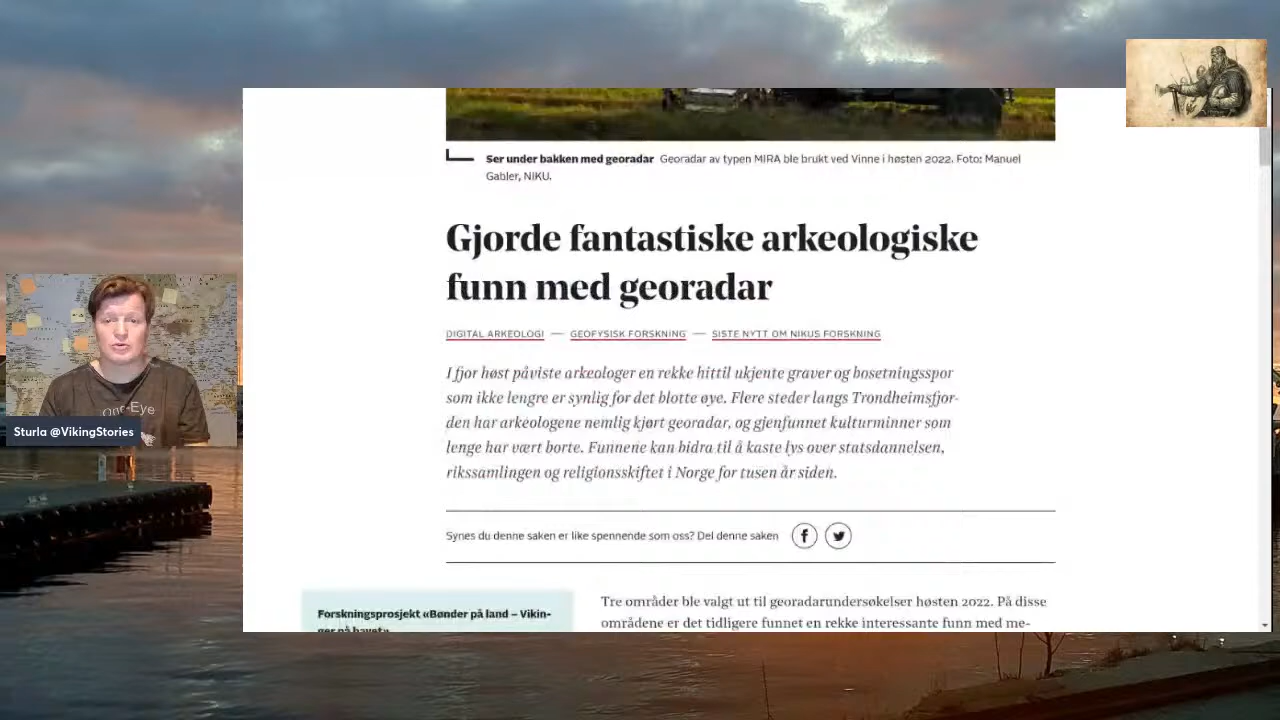 Ser under bakken med georadar Georadar av typen MIRA ble brukt ved Vinne i høsten 2022. Foto: Manuel
Gabler, NIKU.
Gjorde fantastiske arkeologiske
funn med georadar
DIGITAL ARKEOLOGI — GEOFYSISK FORSKNING — SISTE NYTT OM NIKUS FORSKNING
I fjor høst påviste arkeologer en rekke hittil ukjente graver og bosetningsspor
som ikke lengre er synlig for det blotte øye. Flere steder langs Trondheimsfjor-
den har arkeologene nemlig kjørt georadar, og gjenfunnet kulturminner som
lenge har vært borte. Funnene kan bidra til å kaste lys over statsdannelsen,
rikssamlingen og religionsskiftet i Norge for tusen år siden.
One-Eye
Sturla @VikingStories
Synes du denne saken er like spennende som oss? Del denne saken
Forskningsprosjekt «Bønder på land – Vikin-
ger på havet»
Tre områder ble valgt ut til georadarundersøkelser høsten 2022. På disse
områdene er det tidligere funnet en rekke interessante funn med me-